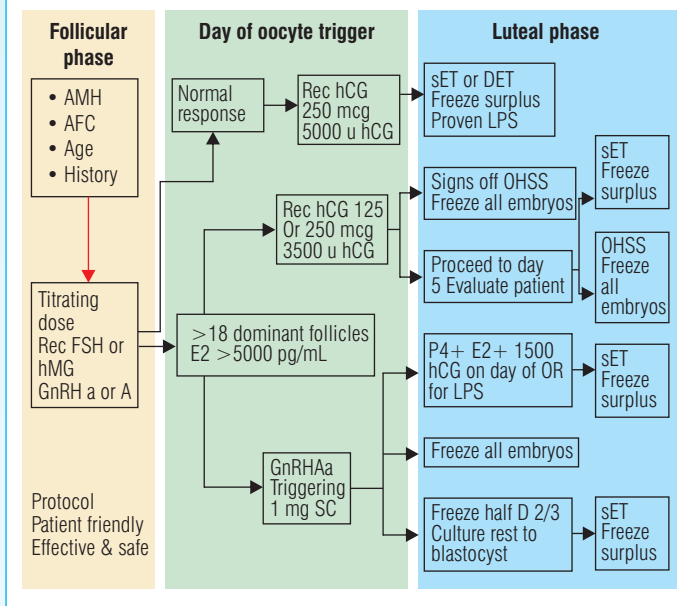 Follicular
phase
• AMH
• AFC
• Age
• History
Titrating
dose
Rec FSH or
hMG
GnRH a or A
Protocol
Patient friendly
Effective & safe
Day of oocyte trigger
Normal
response
Rec hCG
250 mcg
5000 u hCG
Rec hCG 125
Or 250 mcg
3500 u hCG
>18 dominant follicles
E2 >5000 pg/mL
GnRHAa
Triggering
1 mg SC
Luteal phase
sET or DET
Freeze surplus
Proven LPS
Signs off OHSS
Freeze all embryos
Proceed to day
5 Evaluate patient
sET
Freeze
surplus
OHSS
Freeze
all
embryos
P4+ E2+ 1500
hCG on day of OR
for LPS
sET
Freeze
surplus
Freeze all embryos
Freeze half D 2/3
Culture rest to
blastocyst
sET
Freeze
surplus